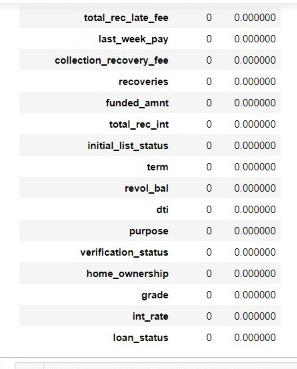 total_rec_late_fee 0 0.000000
last_week_pay 0 0.000000
collection_recovery_fee 0 0.000000
recoveries 0 0.000000
funded_amnt 0 0.000000
total_rec_int 0 0.000000
initial_list_status 0 0.000000
term 0 0.000000
revol_bal 0 0.000000
dti 0 0.000000
purpose 0 0.000000
verification_status 0 0.000000
home_ownership 0 0.000000
grade 0 0.000000
int_rate 0 0.000000
loan_status 0 0.000000